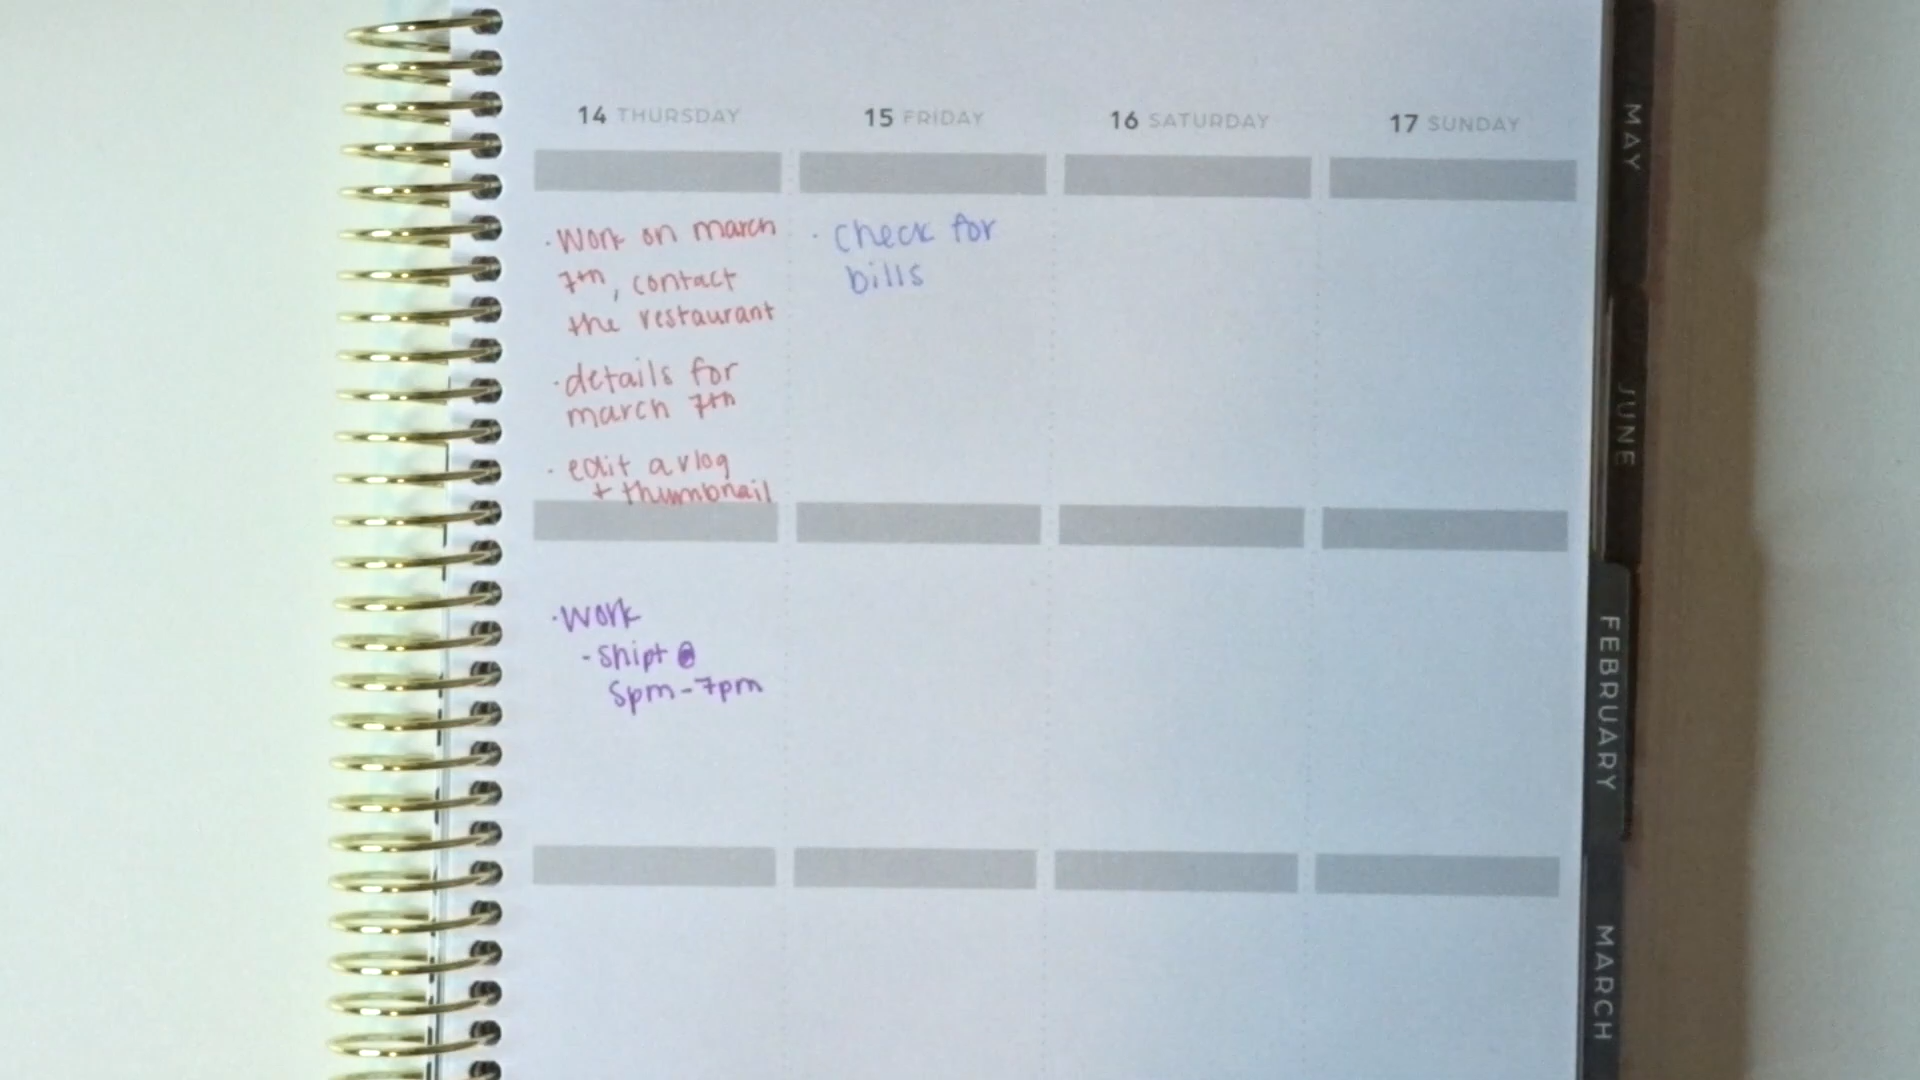 14 THURSDAY
15 FRIDAY
16 SATURDAY
17 SUNDAY
· Work on march
7th, contact
the restaurant
· details for
march 7th
· edit a vlog
+ thumbnail
· check for
bills
· Work
- Shipt @
5pm - 7pm
MAY
JUNE
FEBRUARY
MARCH